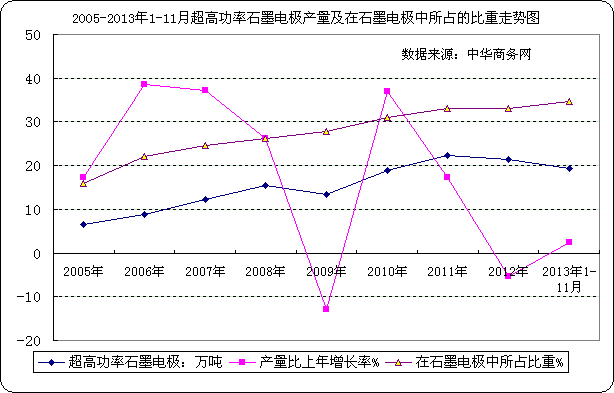 2005-2013年1-11月超高功率石墨电极产量及在石墨电极中所占的比重走势图
数据来源：中华商务网
50
40
30
20
10
0
-10
-20
2005年 2006年 2007年 2008年 2009年 2010年 2011年 2012年 2013年1-
11月
超高功率石墨电极：万吨 产量比上年增长率% 在石墨电极中所占比重%